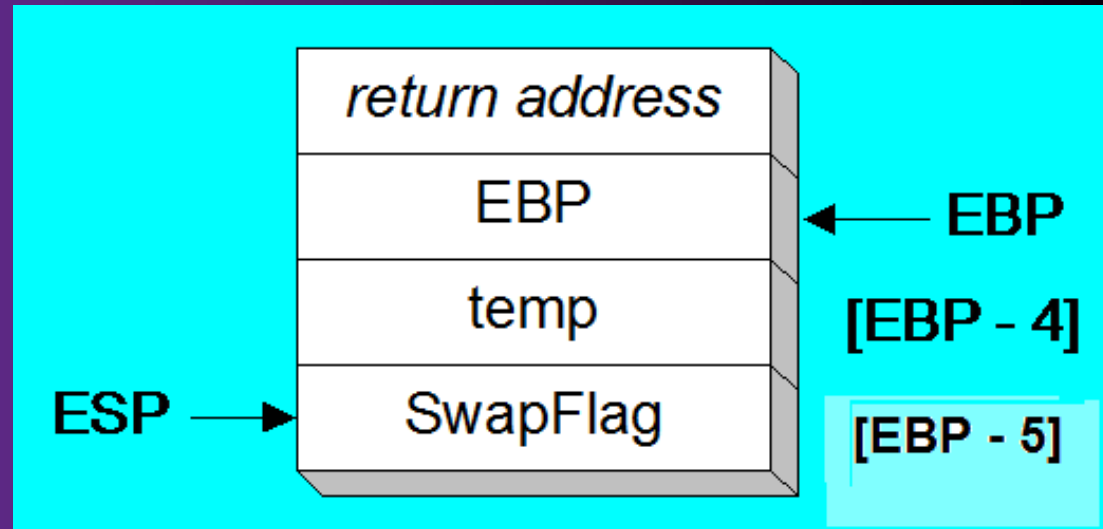 return address
EBP
EBP
temp
[EBP - 4]
ESP
SwapFlag
[EBP - 5]